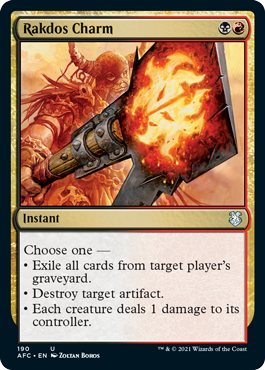 Rakdos Charm
Instant
Choose one —
• Exile all cards from target player's
graveyard.
• Destroy target artifact.
• Each creature deals 1 damage to its
controller.
190 U
AFC • EN Zoltan Boros
™ & © 2021 Wizards of the Coast